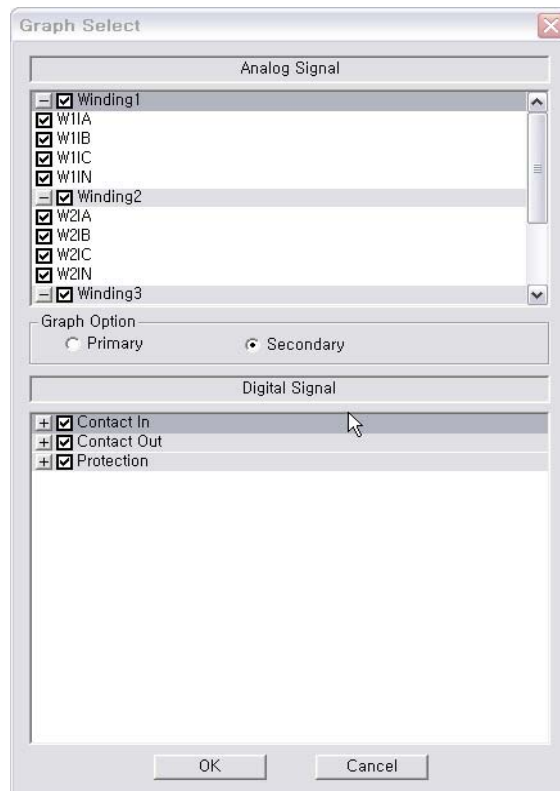 Graph Select
Analog Signal
Winding1
W1IA
W1IB
W1IC
W1IN
Winding2
W2IA
W2IB
W2IC
W2IN
Winding3
Graph Option
Primary
Secondary
Digital Signal
Contact In
Contact Out
Protection
OK
Cancel